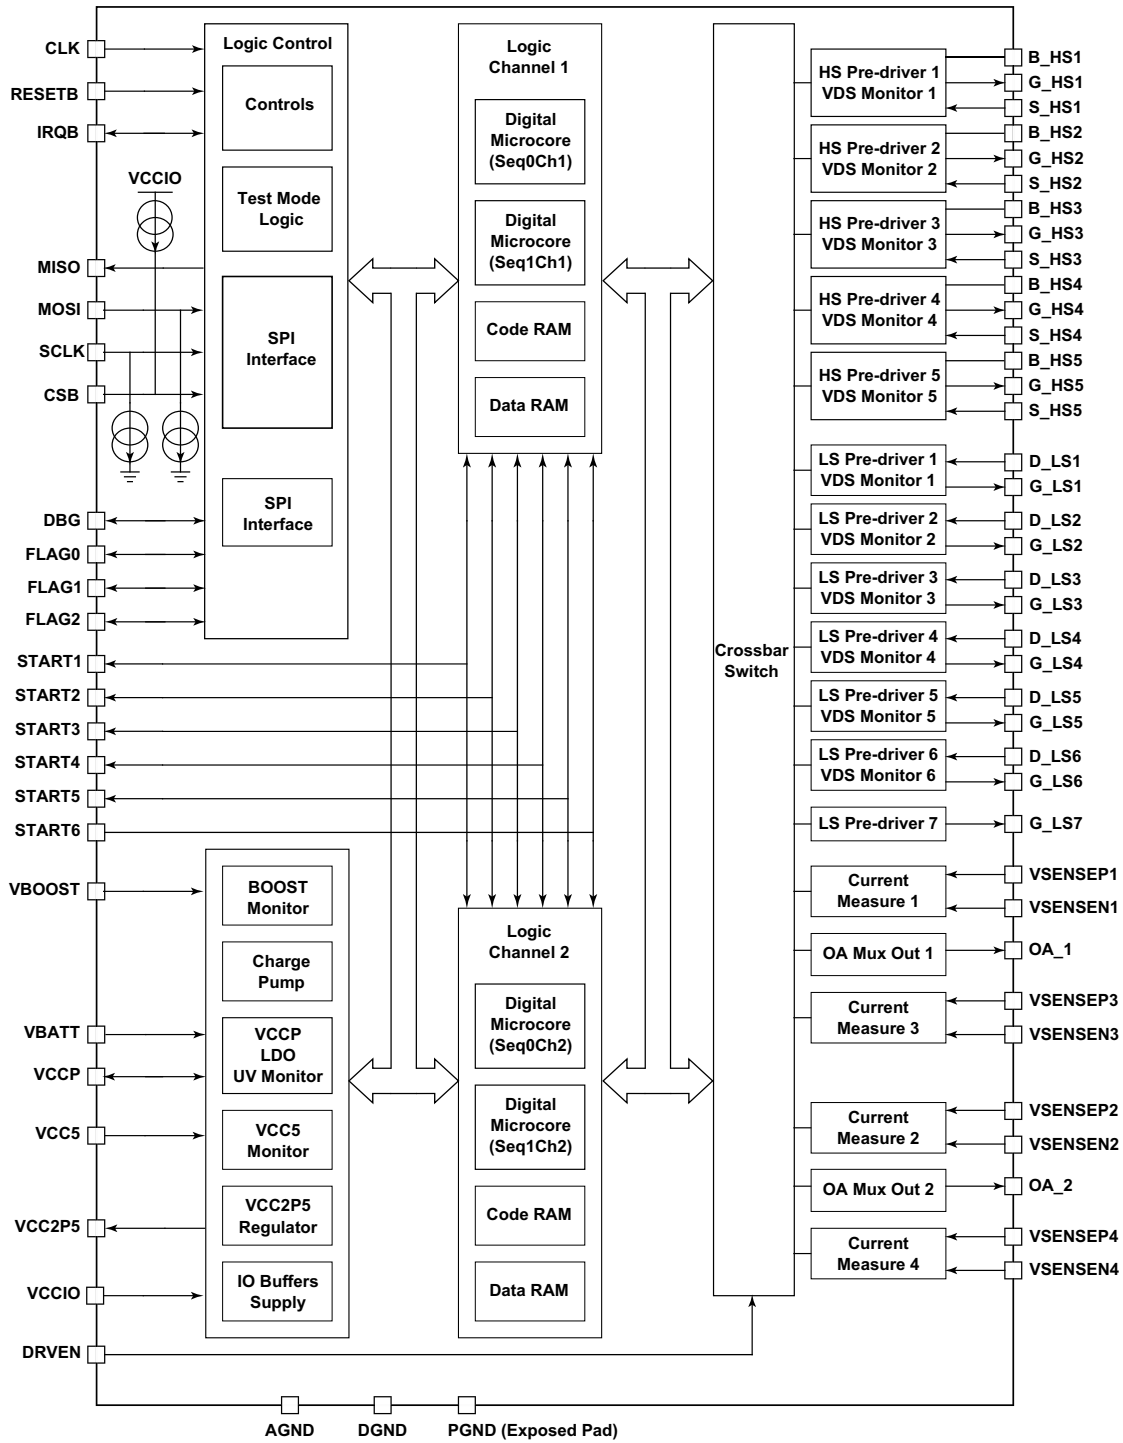 CLK
RESETB
IRQB
VCCIO
MISO
MOSI
SCLK
CSB
DBG
FLAG0
FLAG1
FLAG2
START1
START2
START3
START4
START5
START6
VBOOST
VBATT
VCCP
VCC5
VCC2P5
VCCIO
DRVEN
Logic Control
Controls
Test Mode
Logic
SPI
Interface
SPI
Interface
BOOST
Monitor
Charge
Pump
VCCP
LDO
UV Monitor
VCC5
Monitor
VCC2P5
Regulator
IO Buffers
Supply
Logic
Channel 1
Digital
Microcore
(Seq0Ch1)
Digital
Microcore
(Seq1Ch1)
Code RAM
Data RAM
Logic
Channel 2
Digital
Microcore
(Seq0Ch2)
Digital
Microcore
(Seq1Ch2)
Code RAM
Data RAM
Crossbar
Switch
HS Pre-driver 1
VDS Monitor 1
HS Pre-driver 2
VDS Monitor 2
HS Pre-driver 3
VDS Monitor 3
HS Pre-driver 4
VDS Monitor 4
HS Pre-driver 5
VDS Monitor 5
LS Pre-driver 1
VDS Monitor 1
LS Pre-driver 2
VDS Monitor 2
LS Pre-driver 3
VDS Monitor 3
LS Pre-driver 4
VDS Monitor 4
LS Pre-driver 5
VDS Monitor 5
LS Pre-driver 6
VDS Monitor 6
LS Pre-driver 7
Current
Measure 1
OA Mux Out 1
Current
Measure 3
Current
Measure 2
OA Mux Out 2
Current
Measure 4
B_HS1
G_HS1
S_HS1
B_HS2
G_HS2
S_HS2
B_HS3
G_HS3
S_HS3
B_HS4
G_HS4
S_HS4
B_HS5
G_HS5
S_HS5
D_LS1
G_LS1
D_LS2
G_LS2
D_LS3
G_LS3
D_LS4
G_LS4
D_LS5
G_LS5
D_LS6
G_LS6
G_LS7
VSENSEP1
VSENSEN1
OA_1
VSENSEP3
VSENSEN3
VSENSEP2
VSENSEN2
OA_2
VSENSEP4
VSENSEN4
AGND
DGND
PGND (Exposed Pad)